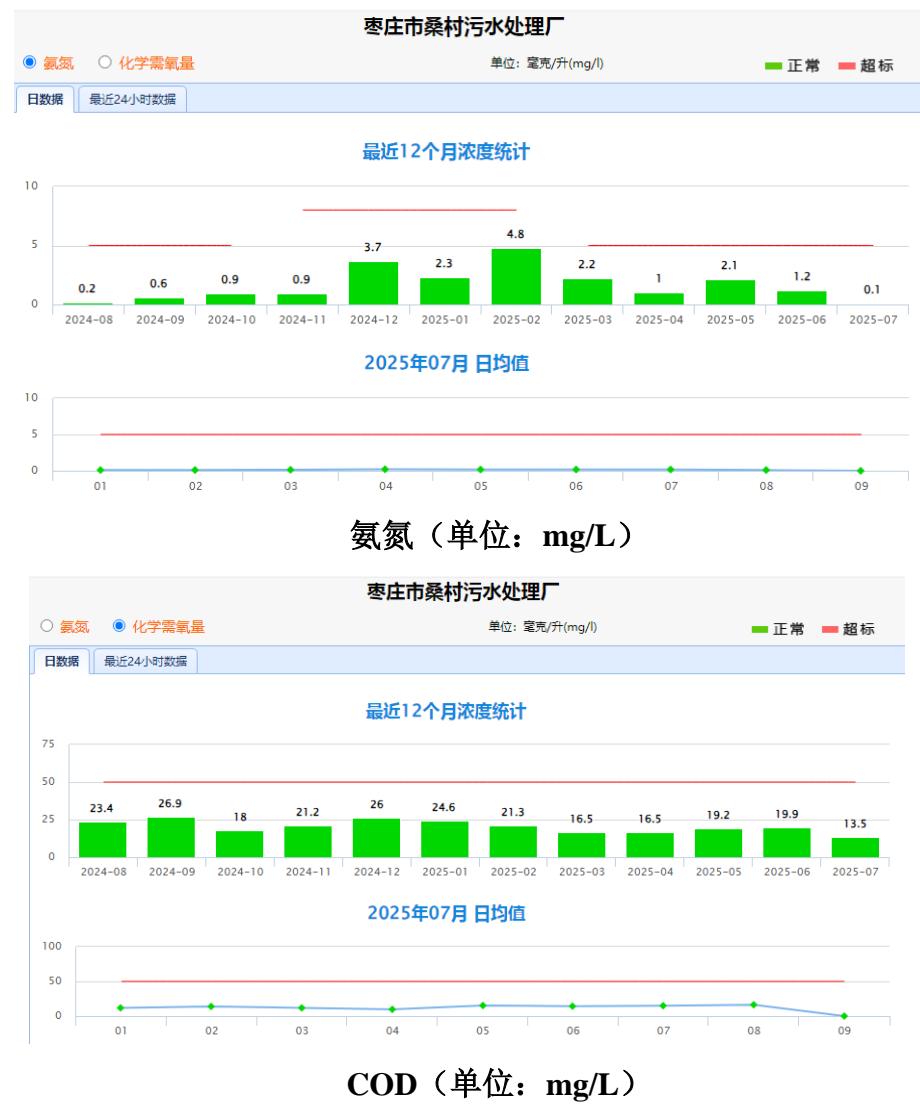 枣庄市桑村污水处理厂
氨氮 化学需氧量 单位：毫克/升(mg/l) 正常 超标
日数据 最近24小时数据
最近12个月浓度统计
10
5
0
0.2 0.6 0.9 0.9 3.7 2.3 4.8 2.2 1 2.1 1.2 0.1
2024-08 2024-09 2024-10 2024-11 2024-12 2025-01 2025-02 2025-03 2025-04 2025-05 2025-06 2025-07
2025年07月 日均值
10
5
0
01 02 03 04 05 06 07 08 09
氨氮（单位：mg/L）
枣庄市桑村污水处理厂
氨氮 化学需氧量 单位：毫克/升(mg/l) 正常 超标
日数据 最近24小时数据
最近12个月浓度统计
75
50
25
0
23.4 26.9 18 21.2 26 24.6 21.3 16.5 16.5 19.2 19.9 13.5
2024-08 2024-09 2024-10 2024-11 2024-12 2025-01 2025-02 2025-03 2025-04 2025-05 2025-06 2025-07
2025年07月 日均值
100
50
0
01 02 03 04 05 06 07 08 09
COD（单位：mg/L）